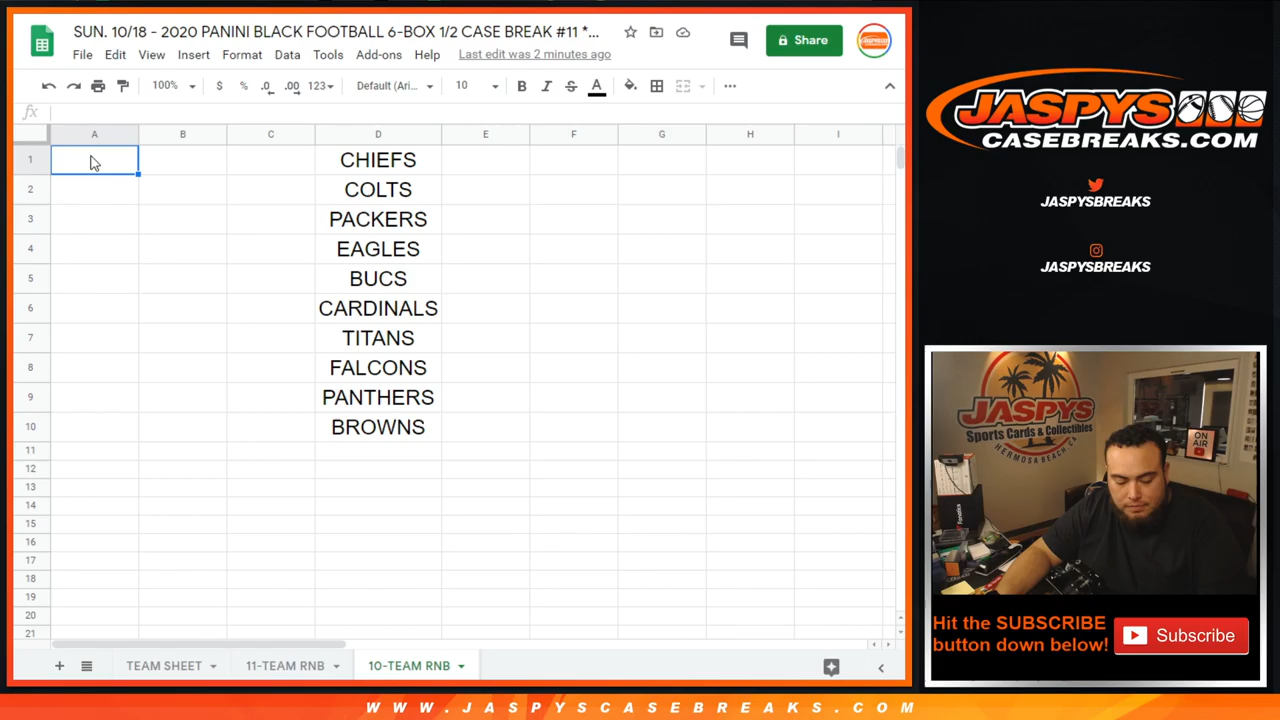 SUN. 10/18 - 2020 PANINI BLACK FOOTBALL 6-BOX 1/2 CASE BREAK #11 *...
Share
File Edit View Insert Format Data Tools Add-ons Help Last edit was 2 minutes ago
100% $ % .0 .00 123 Default (Ari... 10 B I S A
fx
A B C D E F G H I
1 CHIEFS
2 COLTS
3 PACKERS
4 EAGLES
5 BUCS
6 CARDINALS
7 TITANS
8 FALCONS
9 PANTHERS
10 BROWNS
11
12
13
14
15
16
17
18
19
20
21
TEAM SHEET 11-TEAM RNB 10-TEAM RNB
JASPYS
CASEBREAKS.COM
JASPYSBREAKS
JASPYSBREAKS
JASPYS
Sports Cards & Collectibles
HERMOSA BEACH CA
ON
AIR
Fanatics
Hit the SUBSCRIBE
button down below!
Subscribe
WWW.JASPYSCASEBREAKS.COM